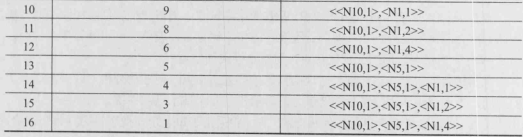 10 9 <<N10,1>,<N1,1>>
11 8 <<N10,1>,<N1,2>>
12 6 <<N10,1>,<N1,4>>
13 5 <<N10,1>,<N5,1>>
14 4 <<N10,1>,<N5,1>,<N1,1>>
15 3 <<N10,1>,<N5,1>,<N1,2>>
16 1 <<N10,1>,<N5,1>,<N1,4>>